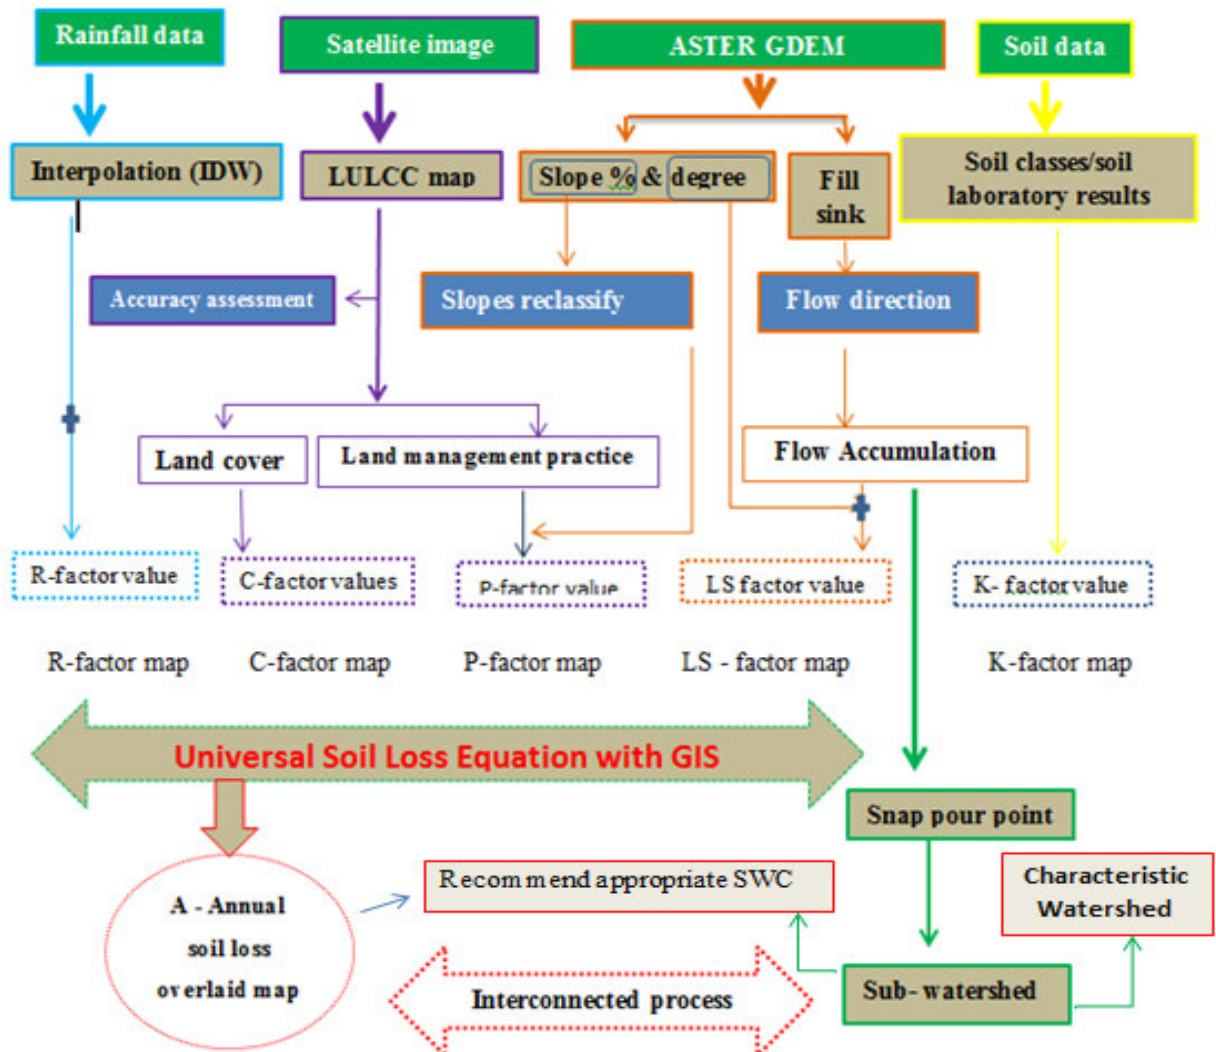 Rainfall data
Satellite image
ASTER GDEM
Soil data
Interpolation (IDW)
LULCC map
Slope % & degree
Fill
sink
Soil classes/soil
laboratory results
Accuracy assessment
Slopes reclassify
Flow direction
Land cover
Land management practice
Flow Accumulation
R-factor value
C-factor values
P-factor value
LS factor value
K- factor value
R-factor map
C-factor map
P-factor map
LS - factor map
K-factor map
Universal Soil Loss Equation with GIS
Snap pour point
A - Annual
soil loss
overlaid map
Recommend appropriate SWC
Characteristic
Watershed
Interconnected process
Sub- watershed